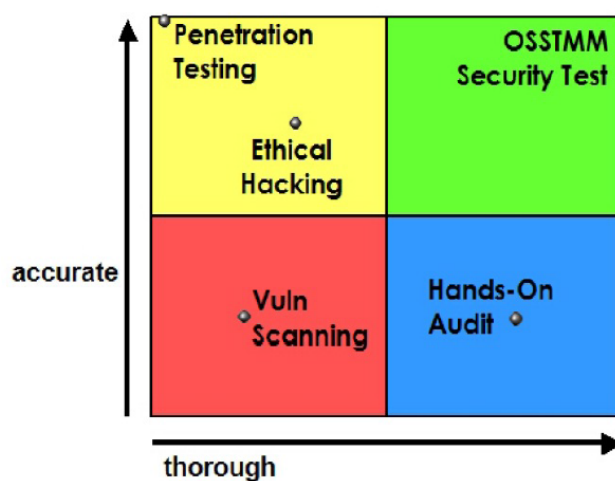 Penetration
Testing
OSSTMM
Security Test
Ethical
Hacking
accurate
Vuln
Scanning
Hands-On
Audit
thorough